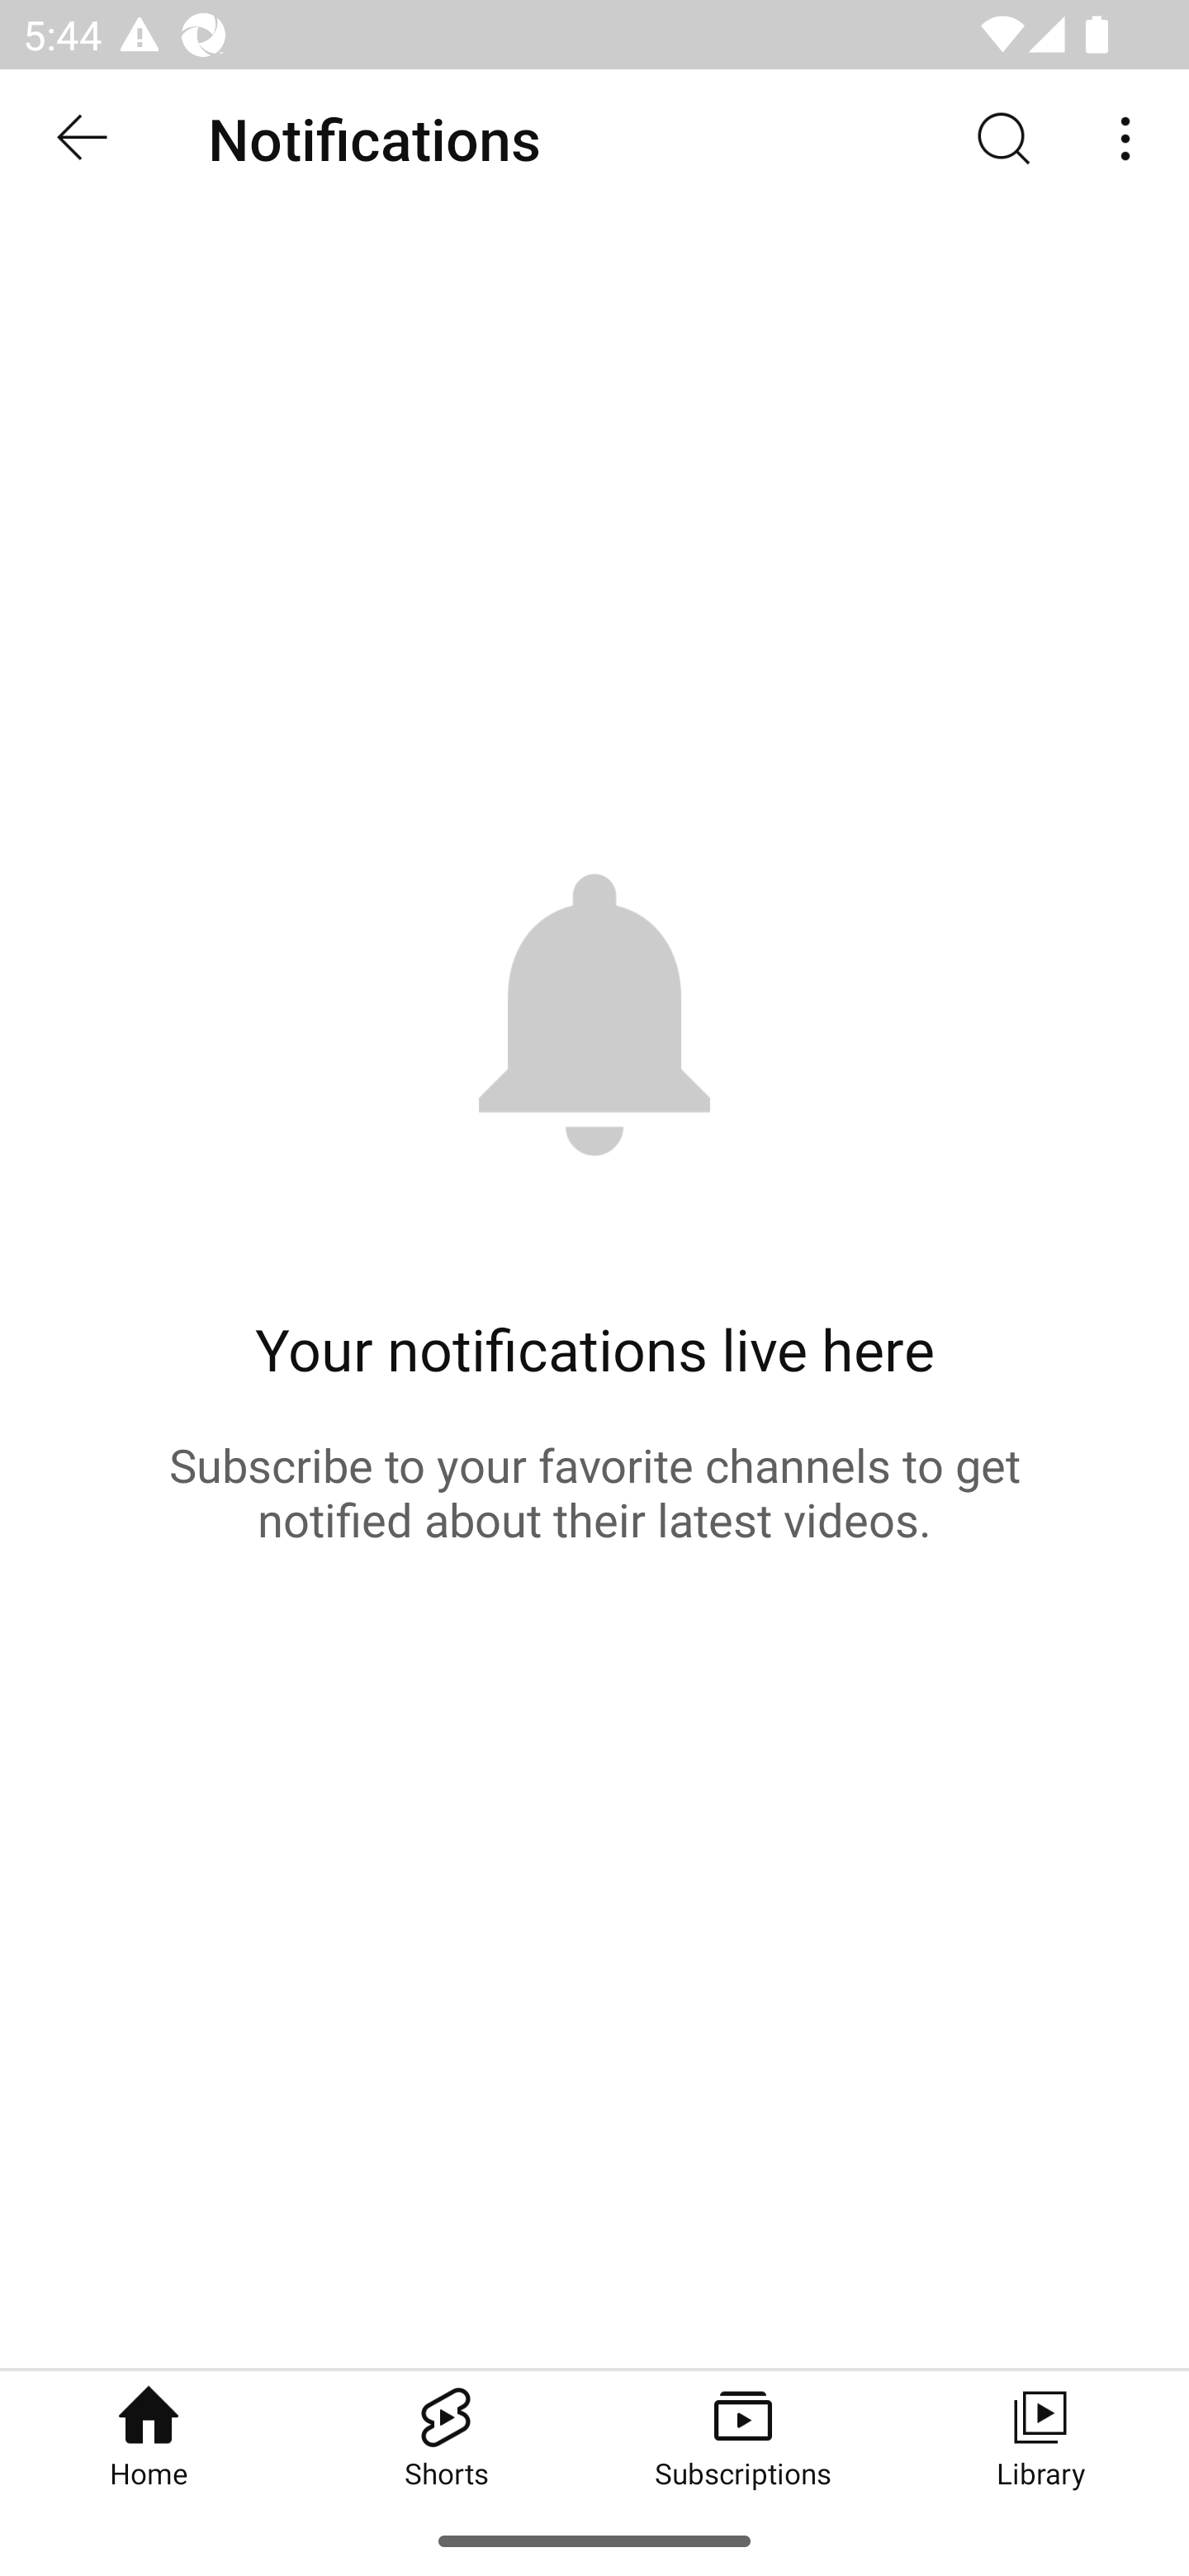 5:44
Notifications
Your notifications live here
Subscribe to your favorite channels to get
notified about their latest videos.
Home
Shorts
Subscriptions
Library